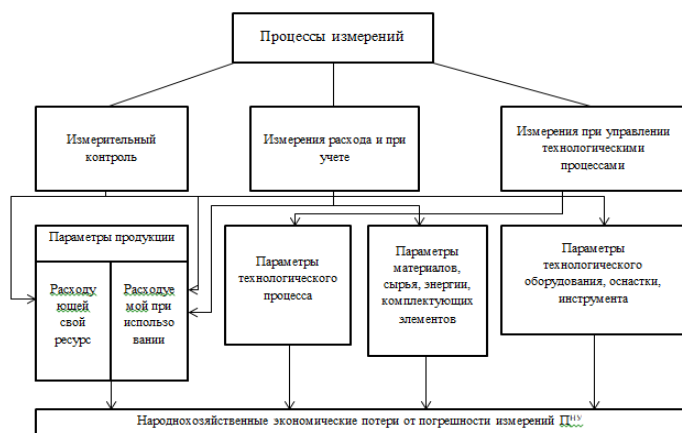 Процессы измерений
Измерительный
контроль
Измерения расхода и при
учете
Измерения при управлении
технологическими
процессами
Параметры продукции
Расходу
ющей
свой
ресурс
Расходуе
мой при
использо
вании
Параметры
технологического
процесса
Параметры
материалов,
сырья, энергии,
комплектующих
элементов
Параметры
технологического
оборудования, оснастки,
инструмента
Народнохозяйственные экономические потери от погрешности измерений Пᴴᵞ